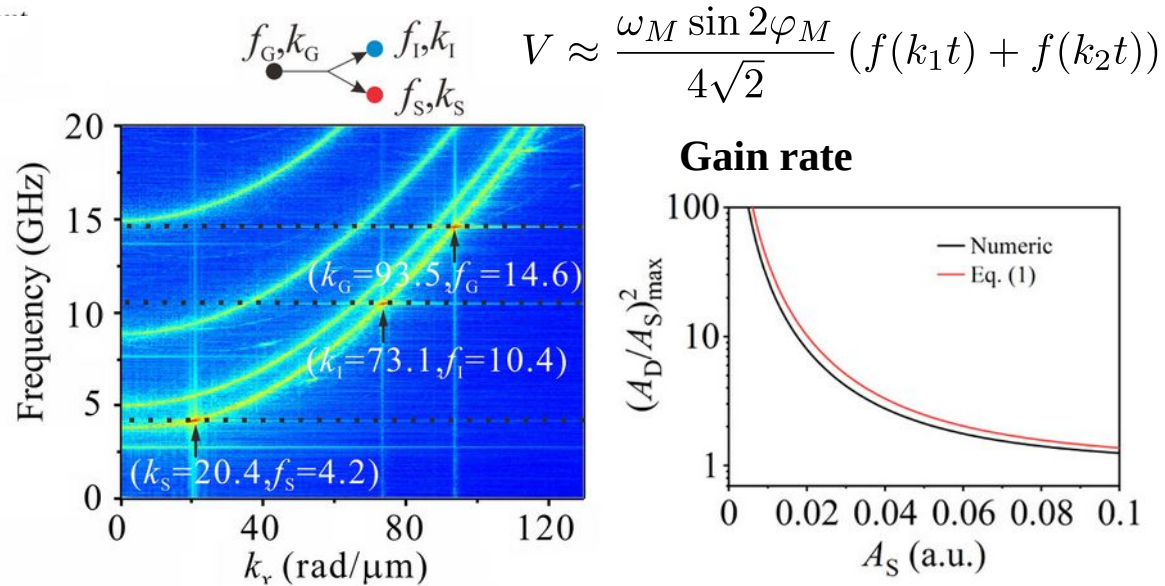 f_G,k_G
f_I,k_I
f_S,k_S
V ≈ ω_M sin 2φ_M / 4√2 (f(k_1t) + f(k_2t))
Gain rate
Frequency (GHz)
20
15
10
5
0
(k_G=93.5,f_G=14.6)
(k_I=73.1,f_I=10.4)
(k_S=20.4,f_S=4.2)
0 40 80 120
k_x (rad/μm)
(A_D/A_S)²_max
100
10
1
Numeric
Eq. (1)
0 0.02 0.04 0.06 0.08 0.1
A_S (a.u.)